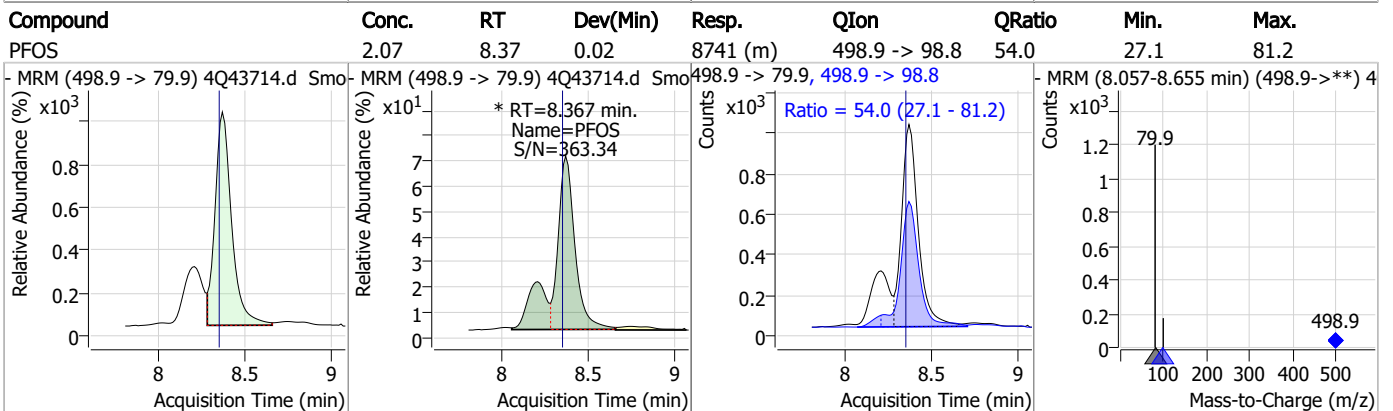 Compound Conc. RT Dev(Min) Resp. QIon QRatio Min. Max.
PFOS 2.07 8.37 0.02 8741 (m) 498.9 -> 98.8 54.0 27.1 81.2
- MRM (498.9 -> 79.9) 4Q43714.d Smo
Relative Abundance (%)
x10³
0.8
0.6
0.4
0.2
0
8 8.5 9
Acquisition Time (min)
- MRM (498.9 -> 79.9) 4Q43714.d Smo
Relative Abundance (%)
x10¹
* RT=8.367 min.
Name=PFOS
S/N=363.34
7
6
5
4
3
2
1
0
8 8.5 9
Acquisition Time (min)
498.9 -> 79.9, 498.9 -> 98.8
Counts
x10³
Ratio = 54.0 (27.1 - 81.2)
0.8
0.6
0.4
0.2
0
8 8.5 9
Acquisition Time (min)
- MRM (8.057-8.655 min) (498.9->**) 4
Counts
x10³
79.9
1.2
1
0.8
0.6
0.4
0.2
0
498.9
100 200 300 400 500
Mass-to-Charge (m/z)